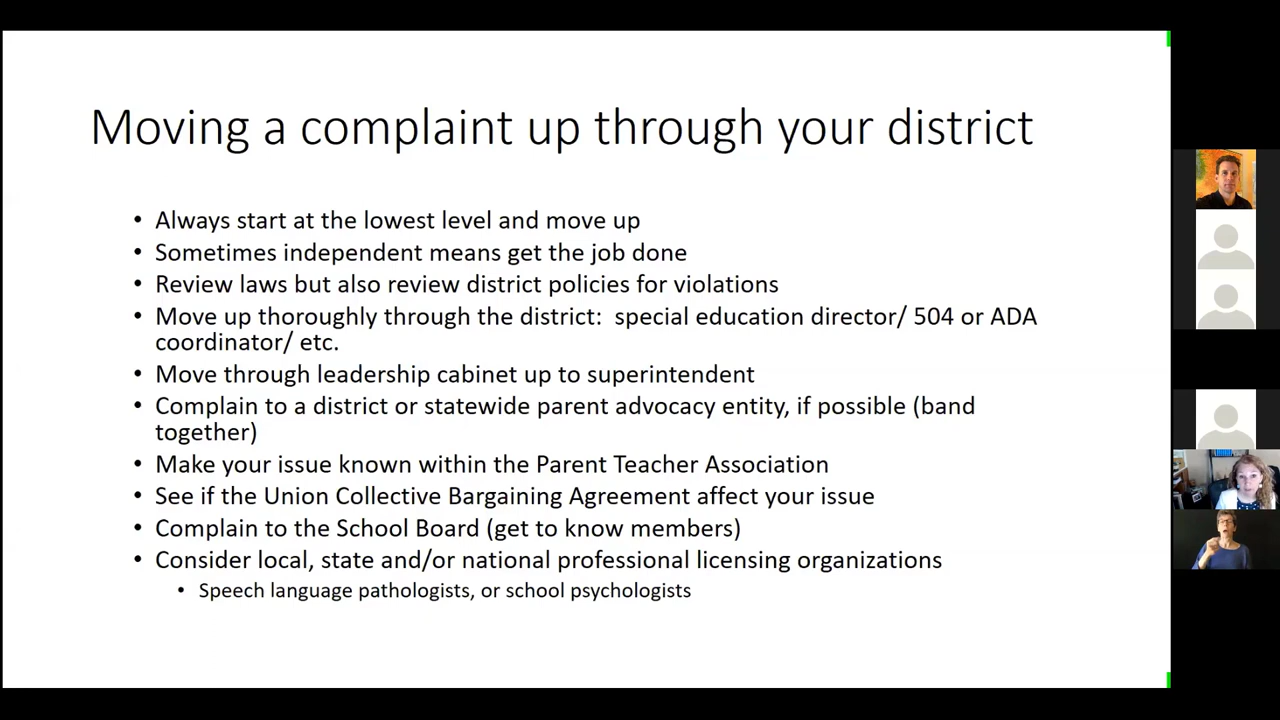 Moving a complaint up through your district
• Always start at the lowest level and move up
• Sometimes independent means get the job done
• Review laws but also review district policies for violations
• Move up thoroughly through the district:  special education director/ 504 or ADA
coordinator/ etc.
• Move through leadership cabinet up to superintendent
• Complain to a district or statewide parent advocacy entity, if possible (band
together)
• Make your issue known within the Parent Teacher Association
• See if the Union Collective Bargaining Agreement affect your issue
• Complain to the School Board (get to know members)
• Consider local, state and/or national professional licensing organizations
• Speech language pathologists, or school psychologists